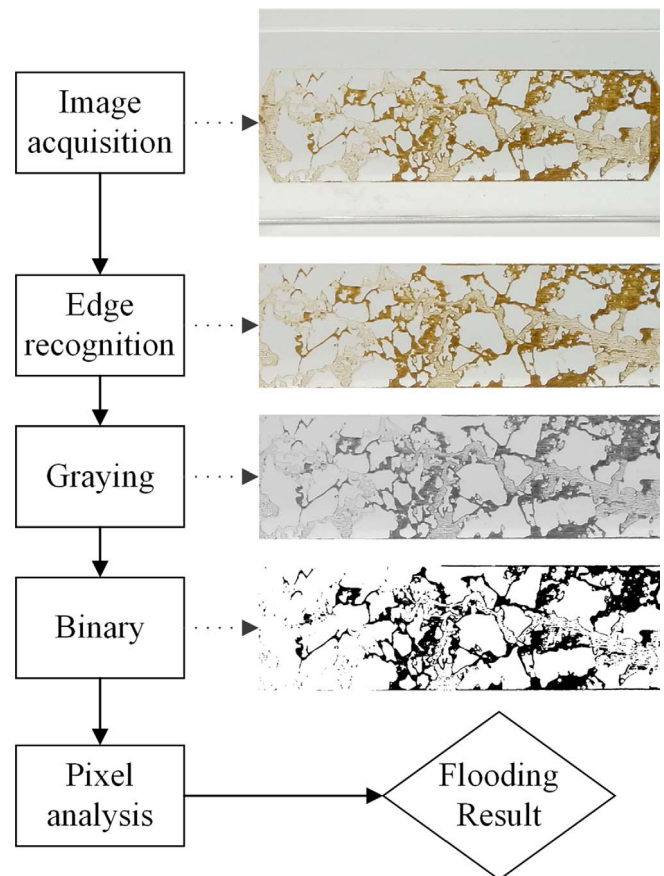 Image
acquisition
Edge
recognition
Graying
Binary
Pixel
analysis
Flooding
Result